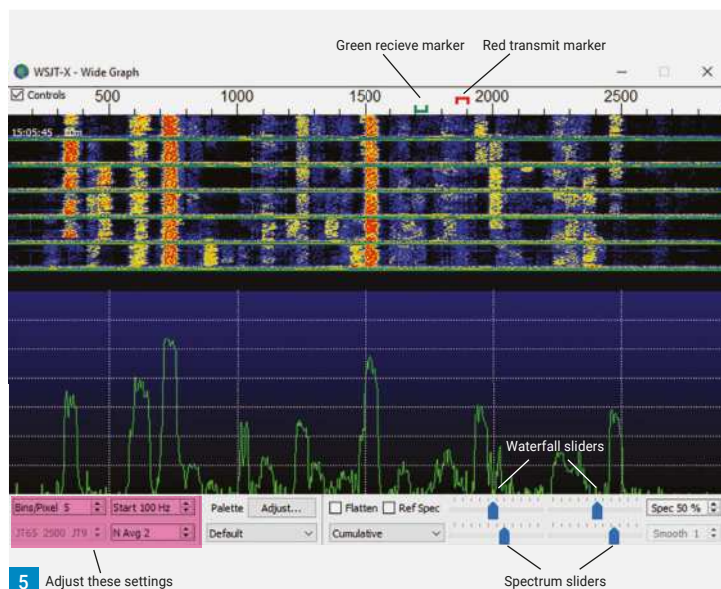 Green recieve marker
Red transmit marker
WSJT-X - Wide Graph
Controls 500 1000 1500 2000 2500
15:05:45 20m
Waterfall sliders
Bins/Pixel 5 Start 100 Hz Palette Adjust... Flatten Ref Spec Spec 50 %
JT65 2500 JT9 N Avg 2 Default Cumulative Smooth 1
5 Adjust these settings
Spectrum sliders